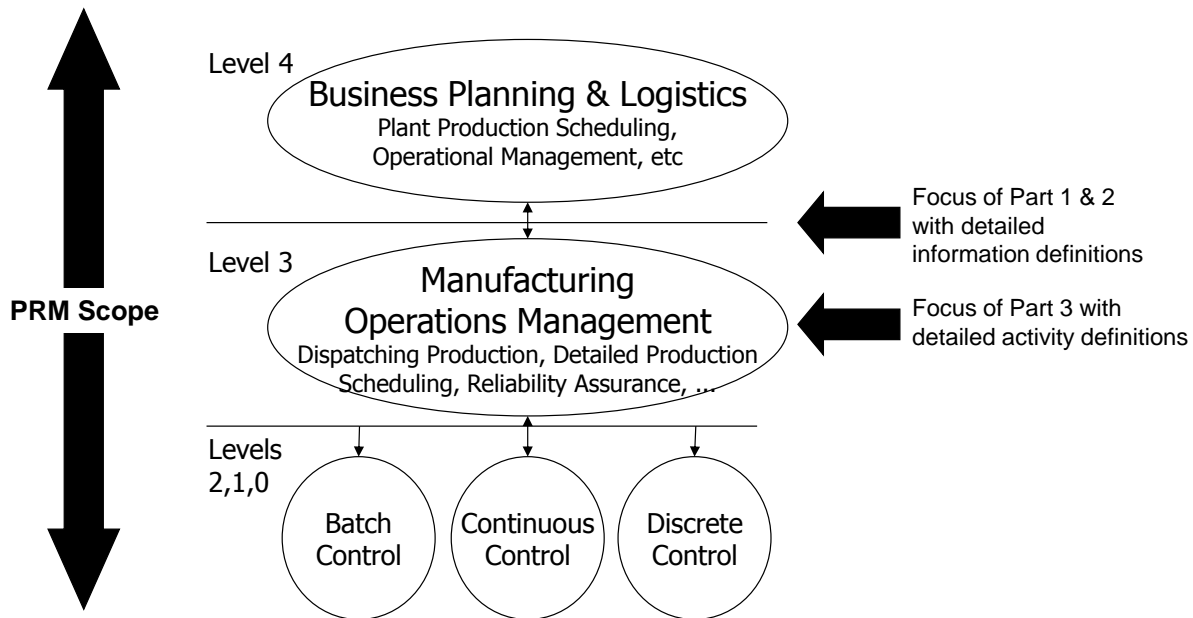 Level 4
Business Planning & Logistics
Plant Production Scheduling,
Operational Management, etc
Focus of Part 1 & 2
with detailed
information definitions
Level 3
Manufacturing
Operations Management
Dispatching Production, Detailed Production
Scheduling, Reliability Assurance, ...
PRM Scope
Focus of Part 3 with
detailed activity definitions
Levels
2,1,0
Batch
Control
Continuous
Control
Discrete
Control